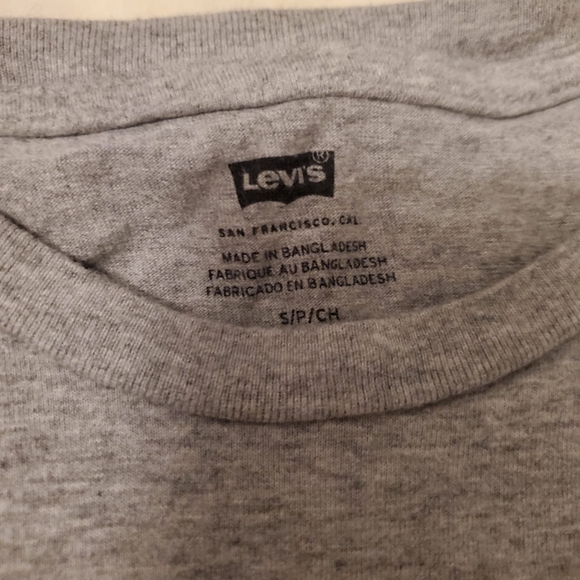 Levi's®
SAN FRANCISCO, CAL.
MADE IN BANGLADESH
FABRIQUE AU BANGLADESH
FABRICADO EN BANGLADESH
S/P/CH